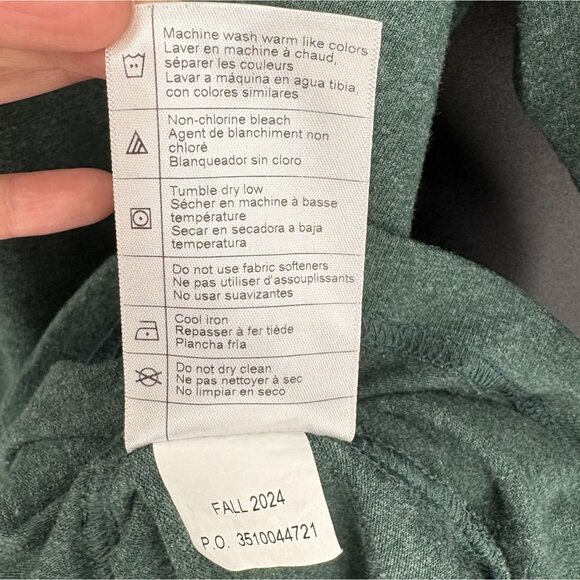 Machine wash warm like colors
Laver en machine à chaud,
séparer les couleurs
Lavar a máquina en agua tibia,
con colores similares
Non-chlorine bleach
Agent de blanchiment non
chloré
Blanqueador sin cloro
Tumble dry low
Sécher en machine à basse
température
Secar en secadora a baja
temperatura
Do not use fabric softeners
Ne pas utiliser d'assouplissants
No usar suavizantes
Cool iron
Repasser à fer tiède
Plancha fría
Do not dry clean
Ne pas nettoyer à sec
No limpiar en seco
FALL 2024
P.O. 3510044721